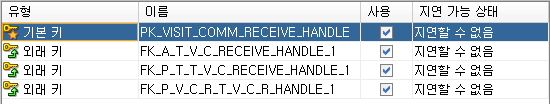 유형 이름 사용 지연 가능 상태
기본 키 PK_VISIT_COMM_RECEIVE_HANDLE 지연할 수 없음
외래 키 FK_A_T_V_C_RECEIVE_HANDLE_1 지연할 수 없음
외래 키 FK_P_T_V_C_RECEIVE_HANDLE_1 지연할 수 없음
외래 키 FK_P_V_C_R_T_V_C_R_HANDLE_1 지연할 수 없음